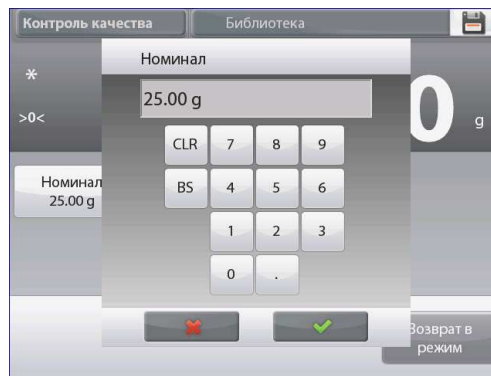 Контроль качества
Библиотека
*
>0<
0 g
Номинал
25.00 g
Номинал
25.00 g
CLR 7 8 9
BS 4 5 6
1 2 3
0 .
Возврат в
режим